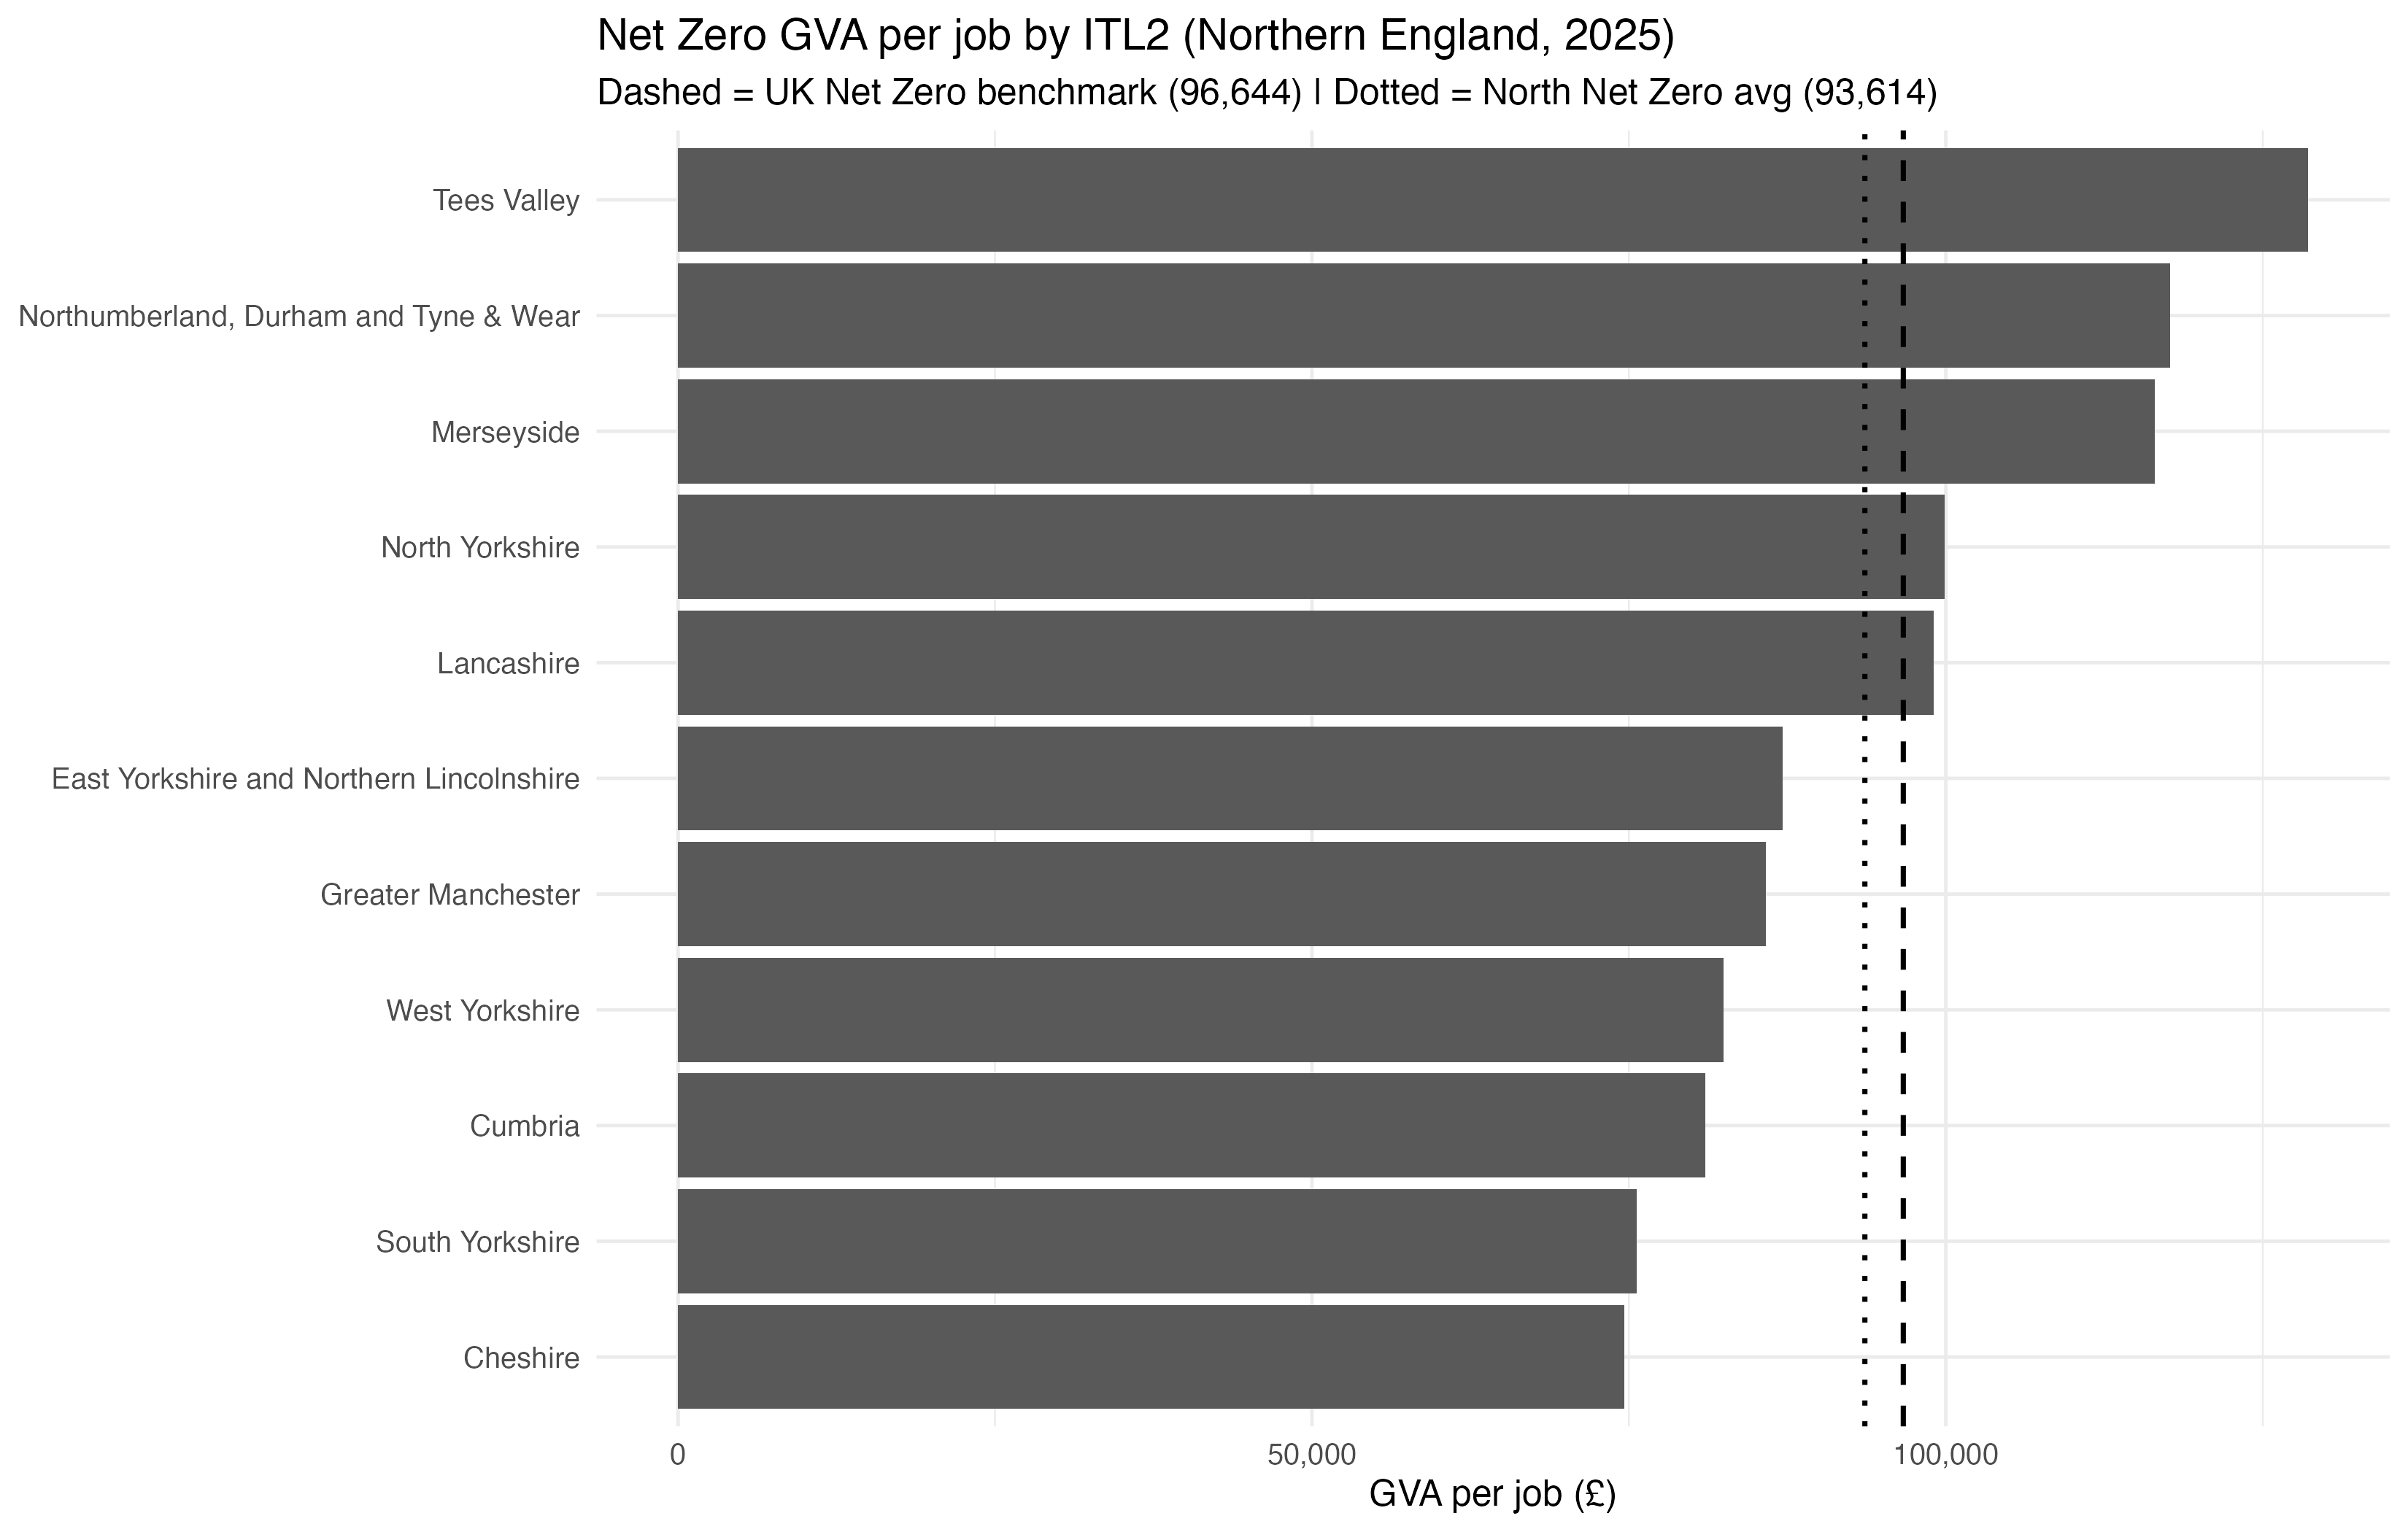 Net Zero GVA per job by ITL2 (Northern England, 2025)
Dashed = UK Net Zero benchmark (96,644) | Dotted = North Net Zero avg (93,614)
Tees Valley
Northumberland, Durham and Tyne & Wear
Merseyside
North Yorkshire
Lancashire
East Yorkshire and Northern Lincolnshire
Greater Manchester
West Yorkshire
Cumbria
South Yorkshire
Cheshire
0 50,000 100,000
GVA per job (£)